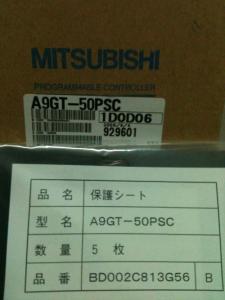 MITSUBISHI
PROGRAMMABLE CONTROLLER
A9GT-50PSC
1D0D06
929601
品名 保護シート
型名 A9GT-50PSC
数量 5 枚
品番 BD002C813G56 B